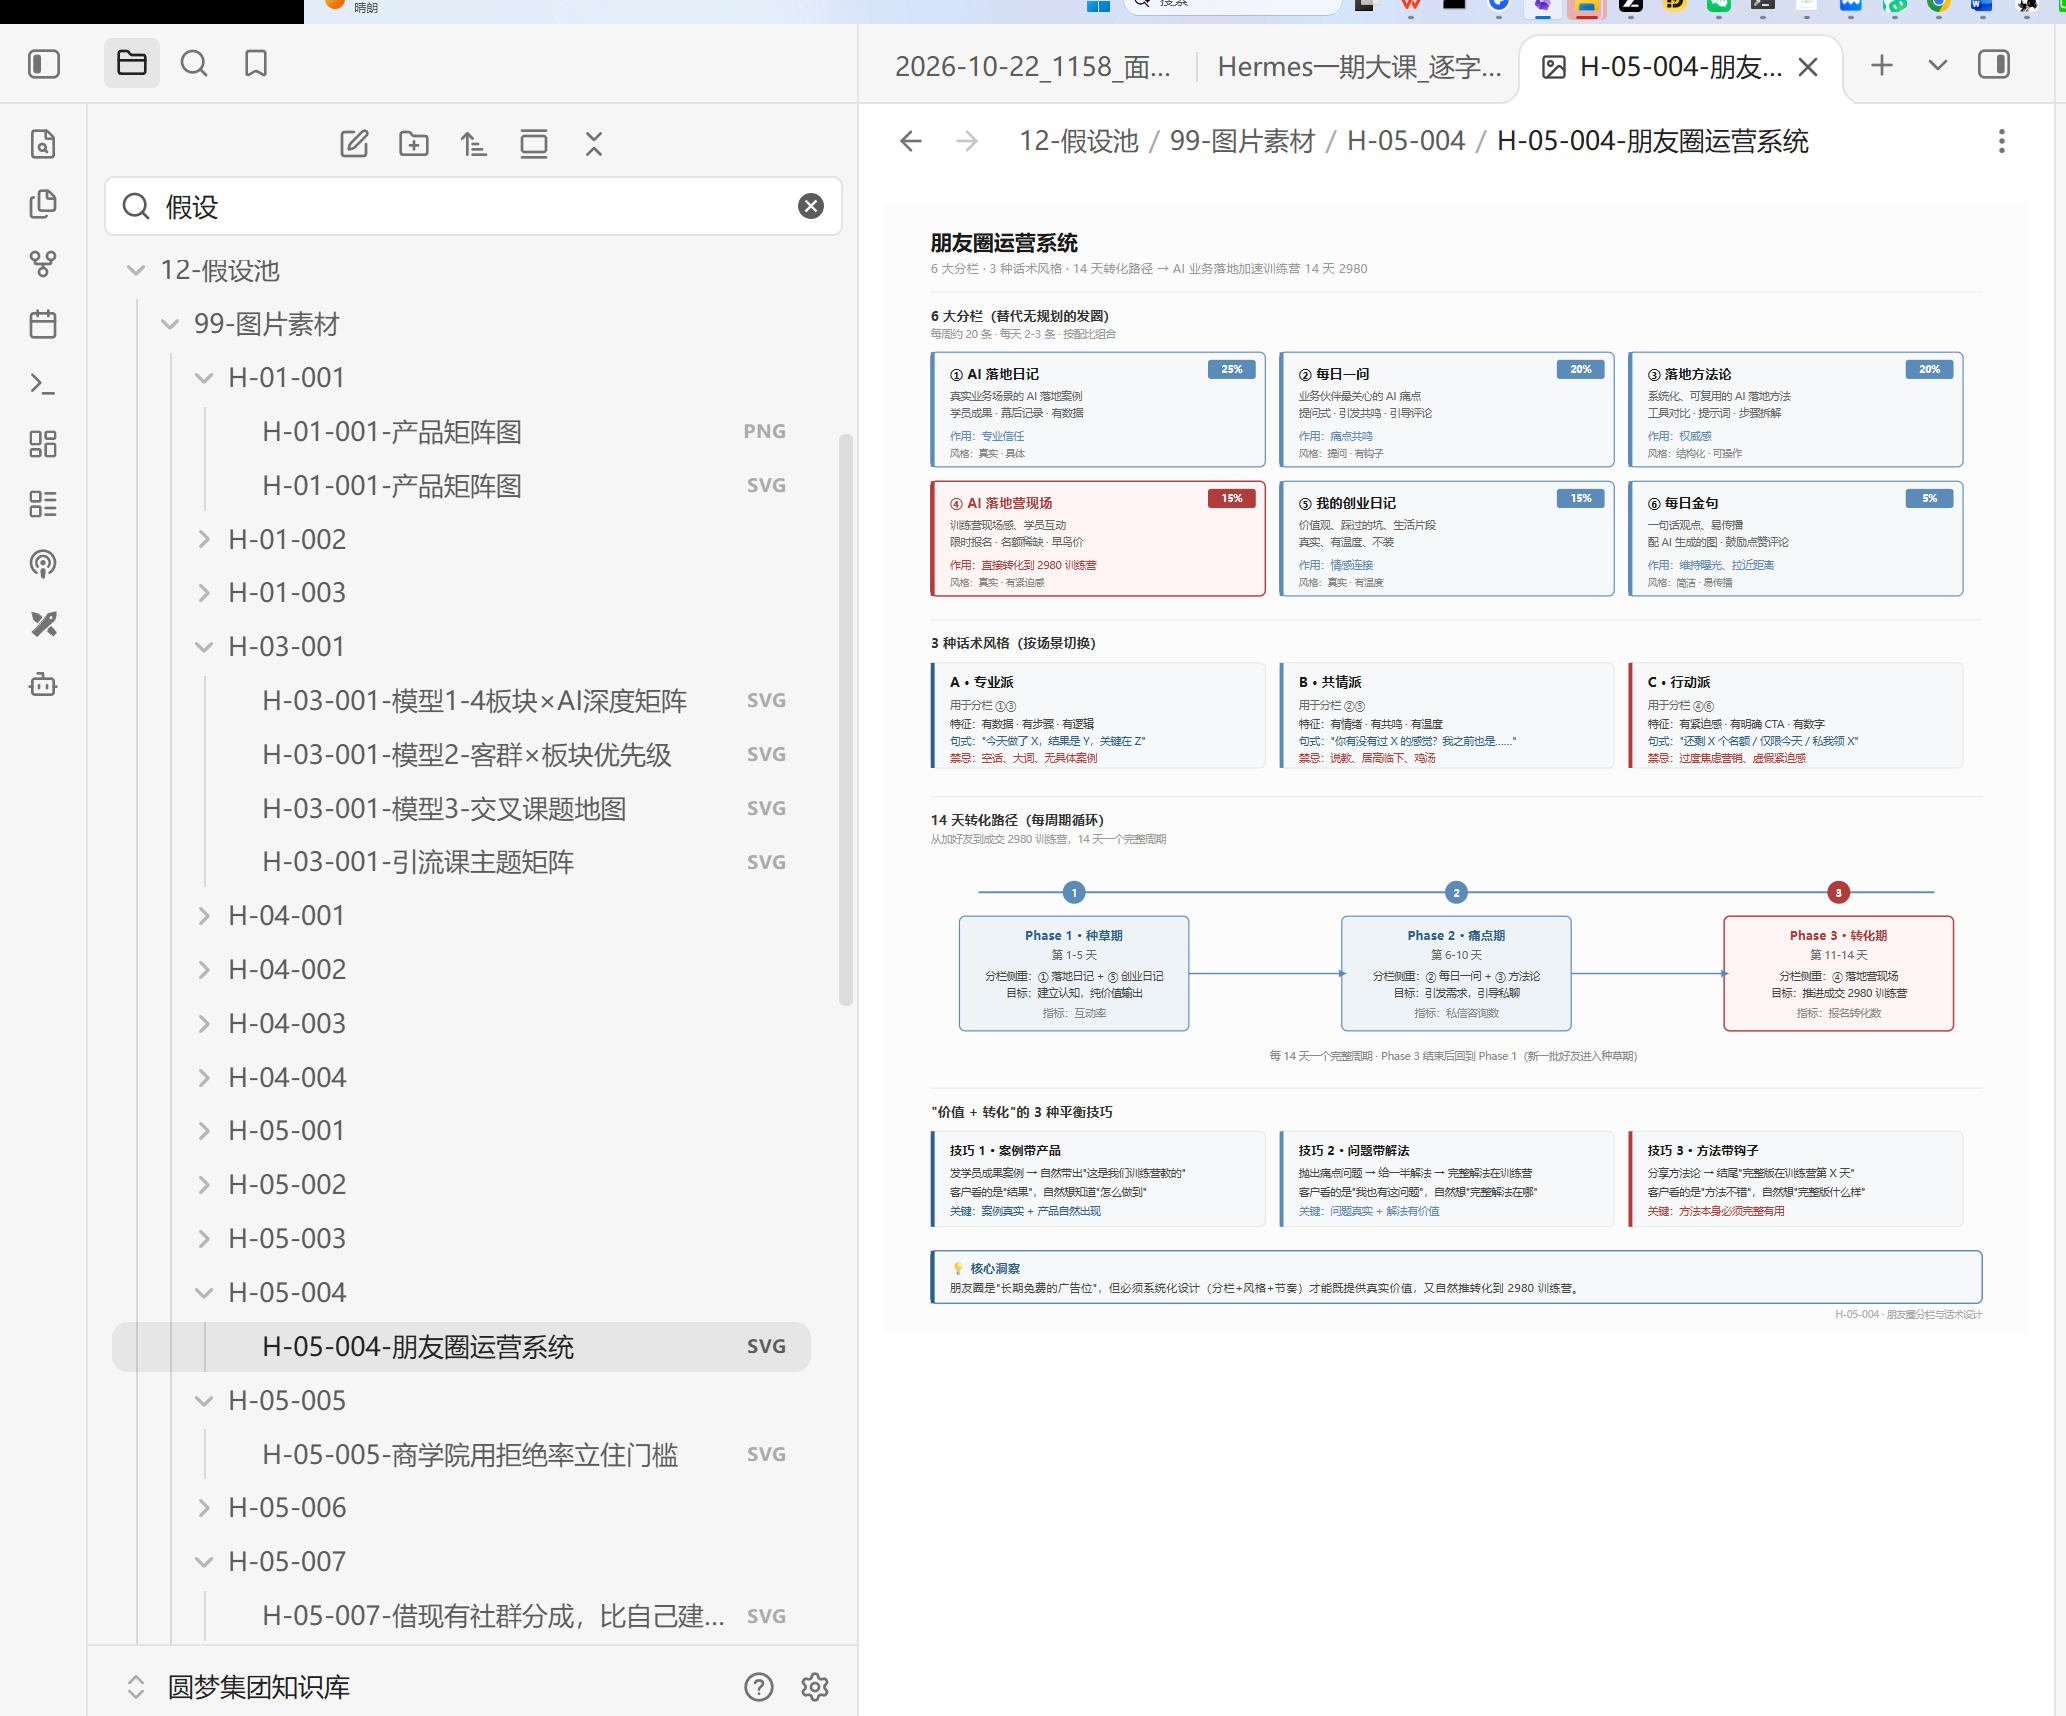 晴朗
搜索
2026-10-22_1158_面...
Hermes一期大课_逐字...
H-05-004-朋友...
12-假设池 / 99-图片素材 / H-05-004 / H-05-004-朋友圈运营系统
假设
12-假设池
99-图片素材
H-01-001
H-01-001-产品矩阵图 PNG
H-01-001-产品矩阵图 SVG
H-01-002
H-01-003
H-03-001
H-03-001-模型1-4板块×AI深度矩阵 SVG
H-03-001-模型2-客群×板块优先级 SVG
H-03-001-模型3-交叉课题地图 SVG
H-03-001-引流课主题矩阵 SVG
H-04-001
H-04-002
H-04-003
H-04-004
H-05-001
H-05-002
H-05-003
H-05-004
H-05-004-朋友圈运营系统 SVG
H-05-005
H-05-005-商学院用拒绝率立住门槛 SVG
H-05-006
H-05-007
H-05-007-借现有社群分成，比自己建... SVG
圆梦集团知识库
朋友圈运营系统
6 大分栏 · 3 种话术风格 · 14 天转化路径 → AI 业务落地加速训练营 14 天 2980
6 大分栏（替代无规划的发圈）
每周约 20 条 · 每天 2-3 条 · 按配比组合
① AI 落地日记 25%
真实业务场景的 AI 落地案例
学员成果 · 幕后记录 · 有数据
作用：专业信任
风格：真实 · 具体
② 每日一问 20%
业务伙伴最关心的 AI 痛点
提问式 · 引发共鸣 · 引导评论
作用：痛点共鸣
风格：提问 · 有钩子
③ 落地方法论 20%
系统化、可复用的 AI 落地方法
工具对比 · 提示词 · 步骤拆解
作用：权威感
风格：结构化 · 可操作
④ AI 落地营现场 15%
训练营现场感、学员互动
限时报名 · 名额稀缺 · 早鸟价
作用：直接转化到 2980 训练营
风格：真实 · 有紧迫感
⑤ 我的创业日记 15%
价值观、踩过的坑、生活片段
真实、有温度、不装
作用：情感连接
风格：真实 · 有温度
⑥ 每日金句 5%
一句话观点、易传播
配 AI 生成的图 · 鼓励点赞评论
作用：维持曝光、拉近距离
风格：简洁 · 易传播
3 种话术风格（按场景切换）
A · 专业派
用于分栏 ①③
特征：有数据 · 有步骤 · 有逻辑
句式："今天做了 X，结果是 Y，关键在 Z"
禁忌：空话、大词、无具体案例
B · 共情派
用于分栏 ②⑤
特征：有情绪 · 有共鸣 · 有温度
句式："你有没有过 X 的感觉？我之前也是……"
禁忌：说教、居高临下、鸡汤
C · 行动派
用于分栏 ④⑥
特征：有紧迫感 · 有明确 CTA · 有数字
句式："还剩 X 个名额 / 仅限今天 / 私我领 X"
禁忌：过度焦虑营销、虚假紧迫感
14 天转化路径（每周期循环）
从加好友到成交 2980 训练营，14 天一个完整周期
1
2
3
Phase 1 · 种草期
第 1-5 天
分栏侧重：① 落地日记 + ⑤ 创业日记
目标：建立认知，纯价值输出
指标：互动率
Phase 2 · 痛点期
第 6-10 天
分栏侧重：② 每日一问 + ③ 方法论
目标：引发需求，引导私聊
指标：私信咨询数
Phase 3 · 转化期
第 11-14 天
分栏侧重：④ 落地营现场
目标：推进成交 2980 训练营
指标：报名转化数
每 14 天一个完整周期 · Phase 3 结束后回到 Phase 1（新一批好友进入种草期）
"价值 + 转化"的 3 种平衡技巧
技巧 1 · 案例带产品
发学员成果案例 → 自然带出"这是我们训练营教的"
客户看的是"结果"，自然想知道"怎么做到"
关键：案例真实 + 产品自然出现
技巧 2 · 问题带解法
抛出痛点问题 → 给一半解法 → 完整解法在训练营
客户看的是"我也有这问题"，自然想"完整解法在哪"
关键：问题真实 + 解法有价值
技巧 3 · 方法带钩子
分享方法论 → 结尾"完整版在训练营第 X 天"
客户看的是"方法不错"，自然想"完整版什么样"
关键：方法本身必须完整有用
核心洞察
朋友圈是"长期免费的广告位"，但必须系统化设计（分栏+风格+节奏）才能既提供真实价值，又自然推转化到 2980 训练营。
H-05-004 · 朋友圈分栏与话术设计